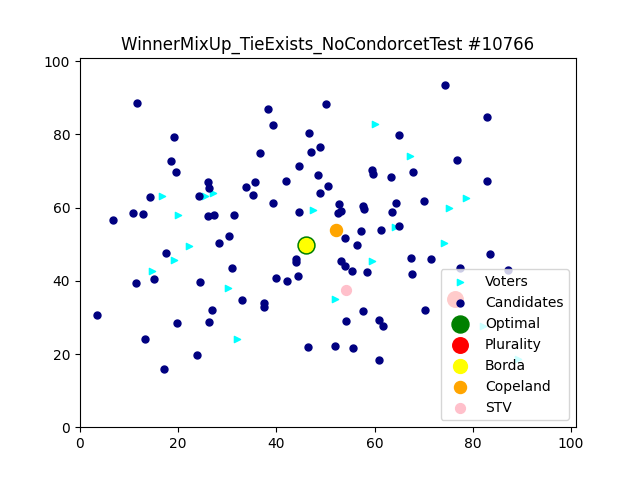 WinnerMixUp_TieExists_NoCondorcetTest #10766
100
80
60
40
20
0
0 20 40 60 80 100
Voters
Candidates
Optimal
Plurality
Borda
Copeland
STV